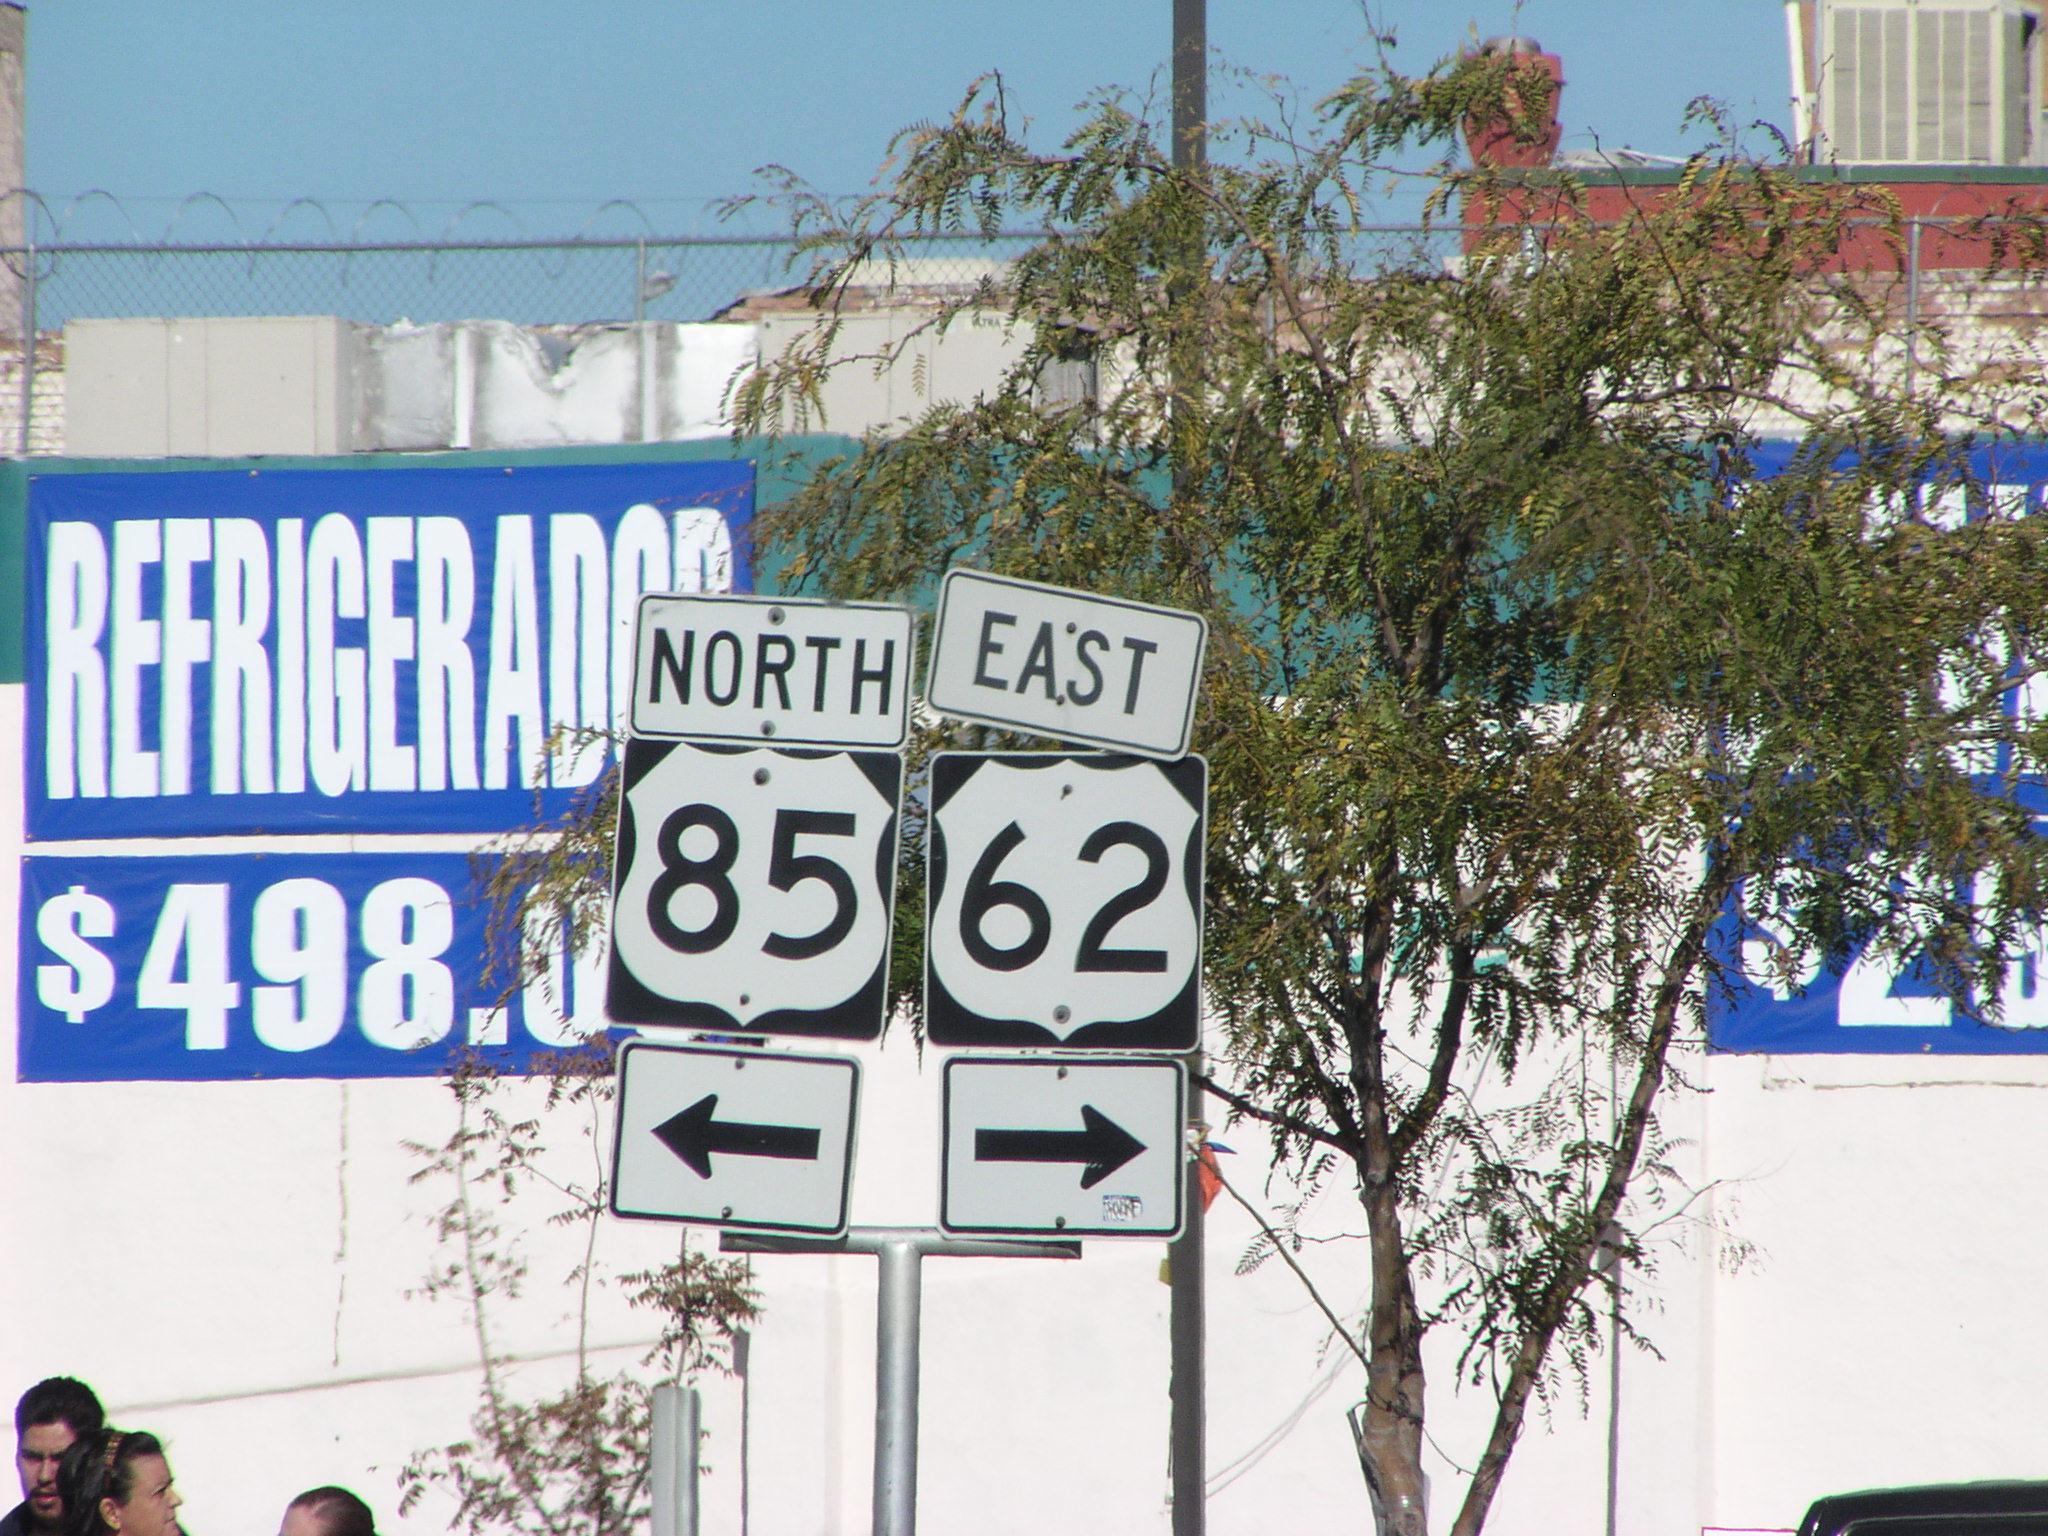 REFRIGERADOR
$498.0
NORTH
85
EAST
62